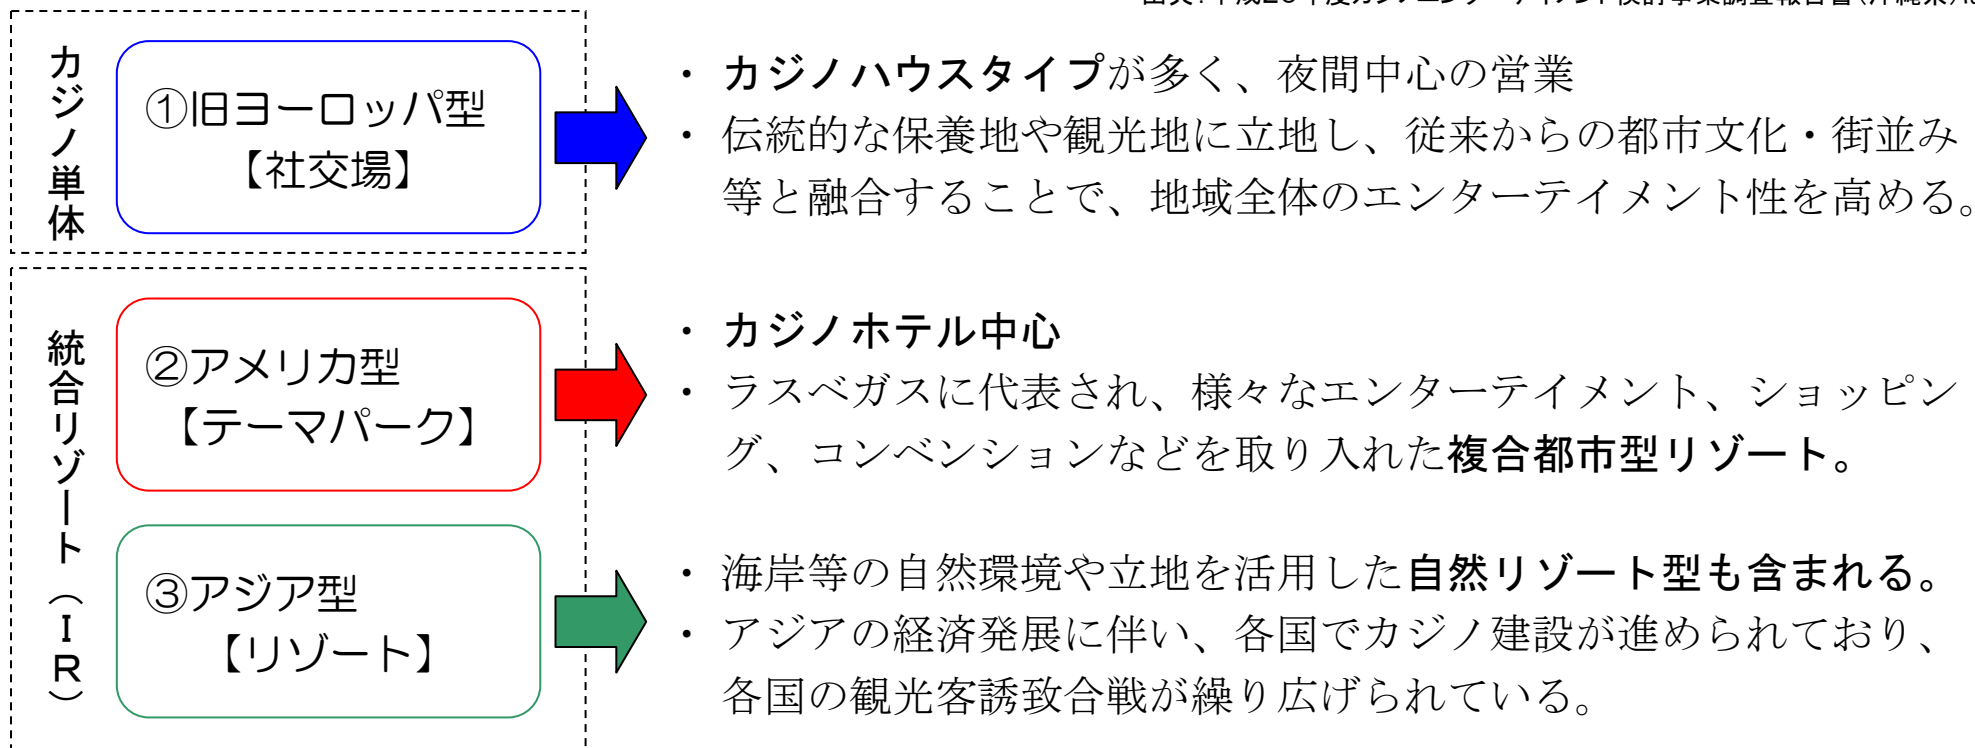 カジノ単体
①旧ヨーロッパ型
【社交場】
・ カジノハウスタイプが多く、夜間中心の営業
・ 伝統的な保養地や観光地に立地し、従来からの都市文化・街並み
等と融合することで、地域全体のエンターテイメント性を高める。
統合リゾート（ＩＲ）
②アメリカ型
【テーマパーク】
・ カジノホテル中心
・ ラスベガスに代表され、様々なエンターテイメント、ショッピン
グ、コンベンションなどを取り入れた複合都市型リゾート。
③アジア型
【リゾート】
・ 海岸等の自然環境や立地を活用した自然リゾート型も含まれる。
・ アジアの経済発展に伴い、各国でカジノ建設が進められており、
各国の観光客誘致合戦が繰り広げられている。